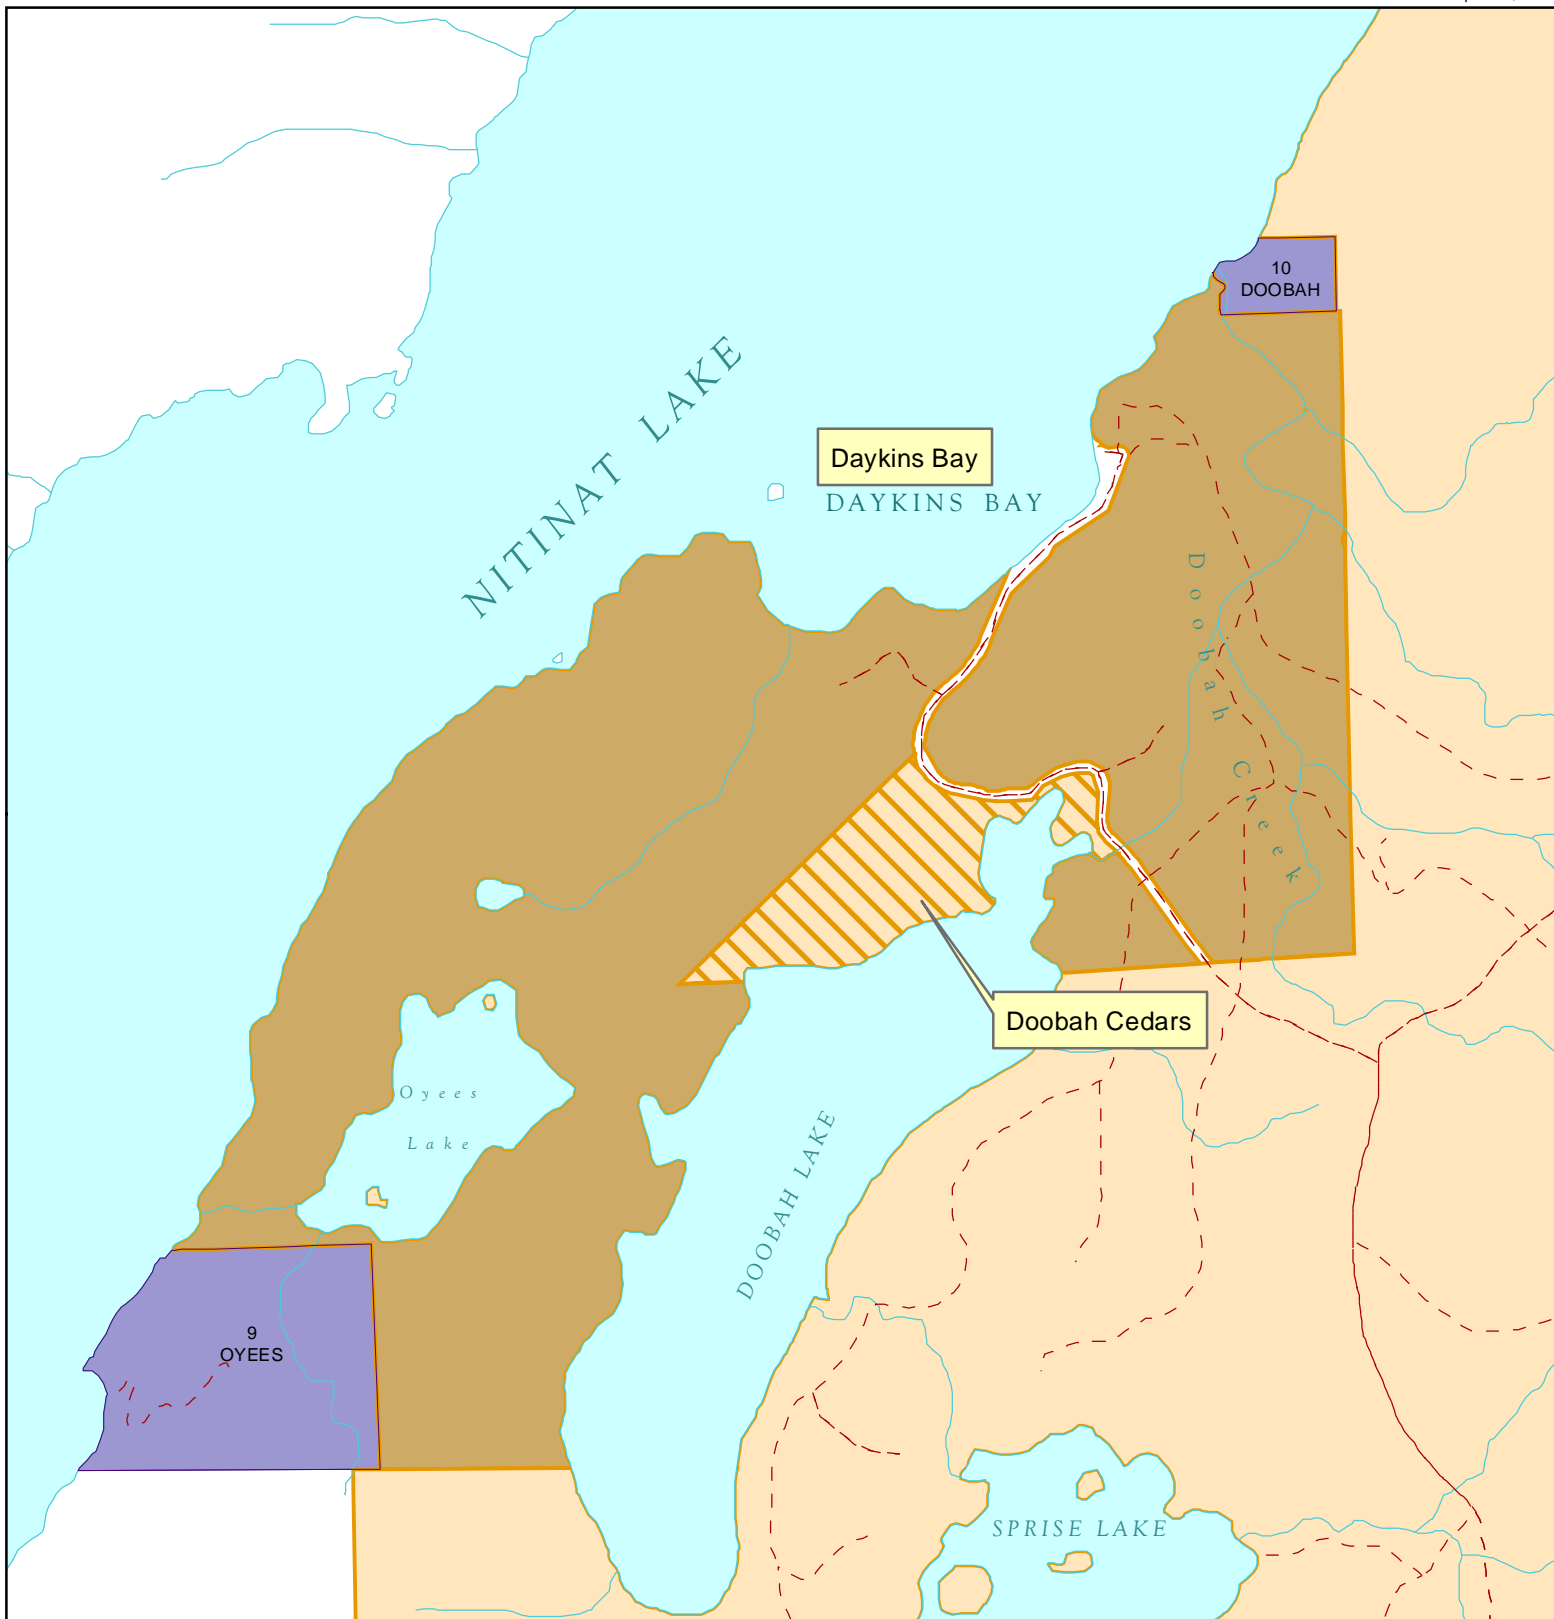 10
DOOBAH
NITINAT LAKE
Daykins Bay
DAYKINS BAY
Doobah Creek
Doobah Cedars
Oyees
Lake
DOOBAH LAKE
9
OYEES
SPRISE LAKE